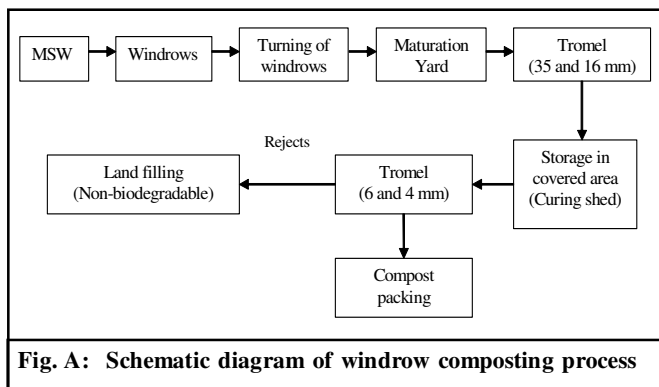 MSW
Windrows
Turning of
windrows
Maturation
Yard
Tromel
(35 and 16 mm)
Storage in
covered area
(Curing shed)
Tromel
(6 and 4 mm)
Rejects
Land filling
(Non-biodegradable)
Compost
packing
Fig. A: Schematic diagram of windrow composting process